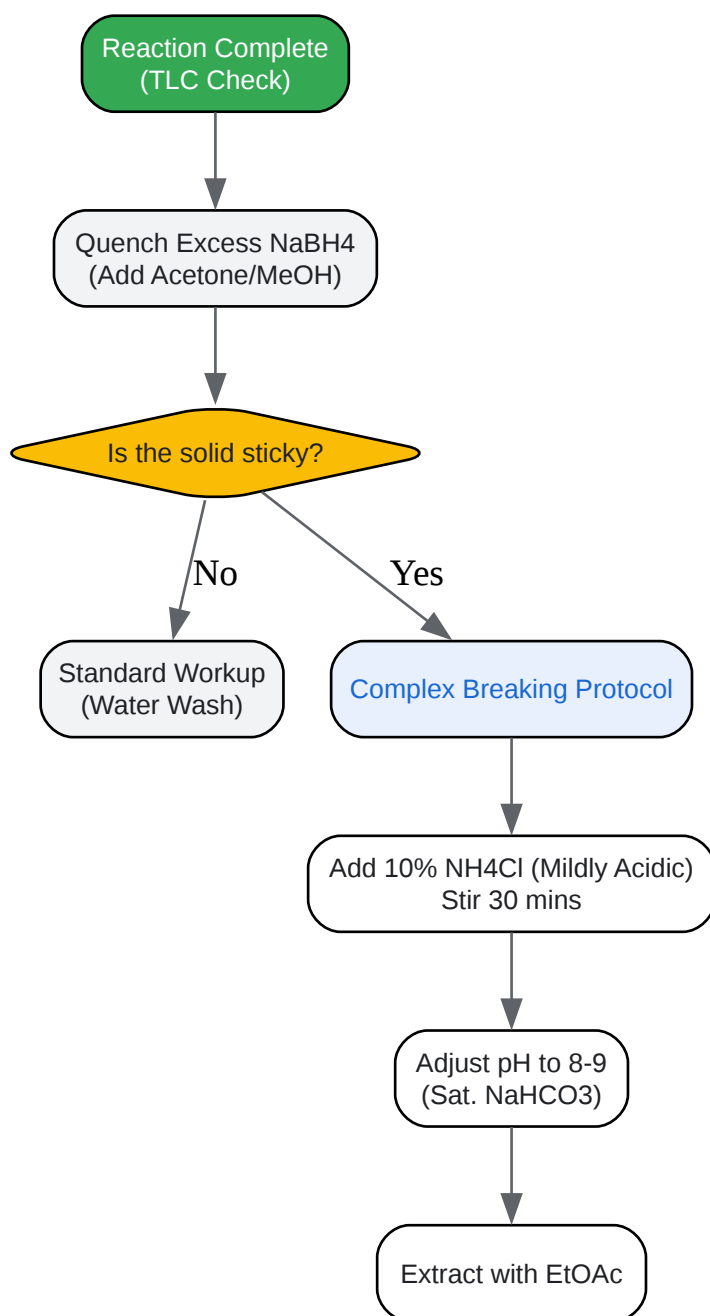 Reaction Complete
(TLC Check)
Quench Excess NaBH4
(Add Acetone/MeOH)
Is the solid sticky?
No
Yes
Standard Workup
(Water Wash)
Complex Breaking Protocol
Add 10% NH4Cl (Mildly Acidic)
Stir 30 mins
Adjust pH to 8-9
(Sat. NaHCO3)
Extract with EtOAc